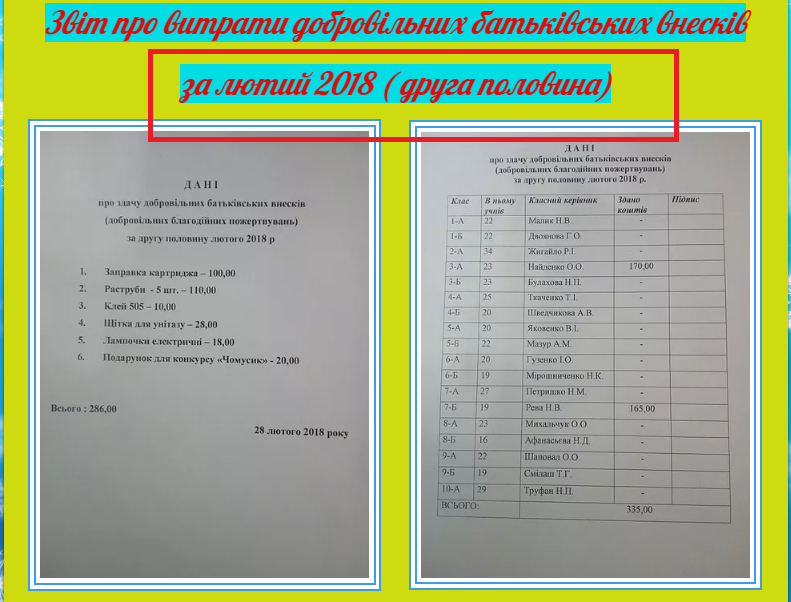 Звіт про витрати добровільних батьківських внесків
за лютий 2018 ( друга половина)
Д А Н І
про здачу добровільних батьківських внесків
(добровільних благодійних пожертвувань)
за другу половину лютого 2018 р
1. Заправка картриджа – 100,00
2. Раструби - 5 шт. – 110,00
3. Клей 505 – 10,00
4. Щітка для унітазу – 28,00
5. Лампочки електричні – 18,00
6. Подарунок для конкурсу «Чомусик» - 20,00
Всього : 286,00
28 лютого 2018 року
Д А Н І
про здачу добровільних батьківських внесків
(добровільних благодійних пожертвувань)
за другу половину лютого 2018 р.
Клас В ньому учнів Класний керівник Здано коштів Підпис
1-А 22 Малик Н.В. -
1-Б 22 Двоянова Г.О. -
2-А 34 Жигайло Р.І. -
3-А 23 Найденко О.О. 170,00
3-Б 23 Булахова Н.П. -
4-А 25 Ткаченко Т.І. -
4-Б 20 Шведчикова А.В. -
5-А 20 Яковенко В.І. -
5-Б 22 Мазур А.М. -
6-А 20 Гузенко І.О. -
6-Б 19 Мірошниченко Н.К. -
7-А 27 Петришко Н.М. -
7-Б 19 Рева Н.В. 165,00
8-А 23 Михальчук О.О -
8-Б 16 Афанасьєва Н.Д. -
9-А 22 Шаповал О.О. -
9-Б 19 Смілаш Т.Г. -
10-А 29 Труфан Н.П. -
ВСЬОГО: 335,00